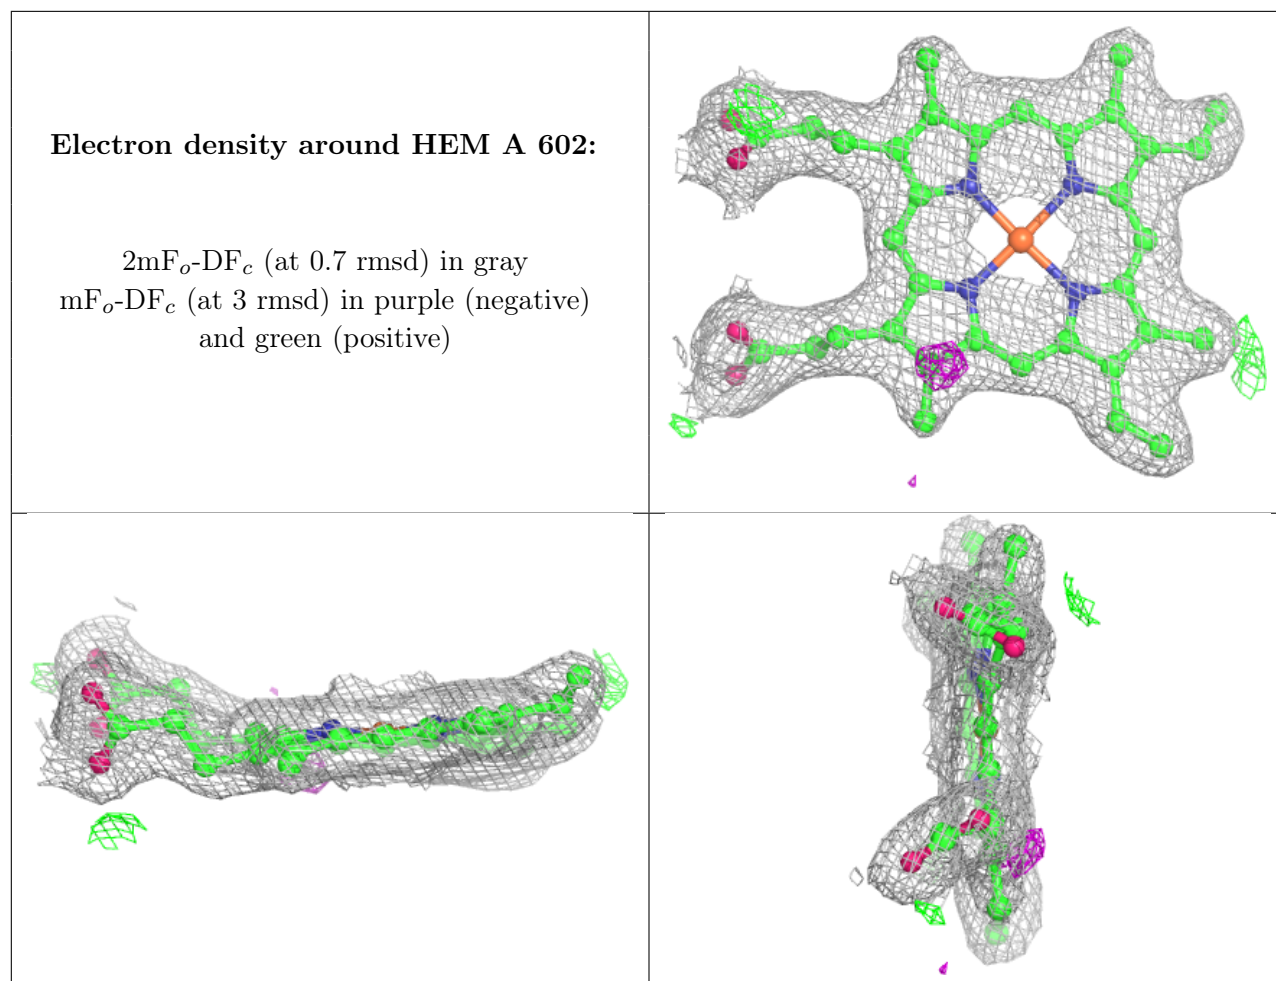 Electron density around HEM A 602:
2mFo-DFc (at 0.7 rmsd) in gray
mFo-DFc (at 3 rmsd) in purple (negative)
and green (positive)